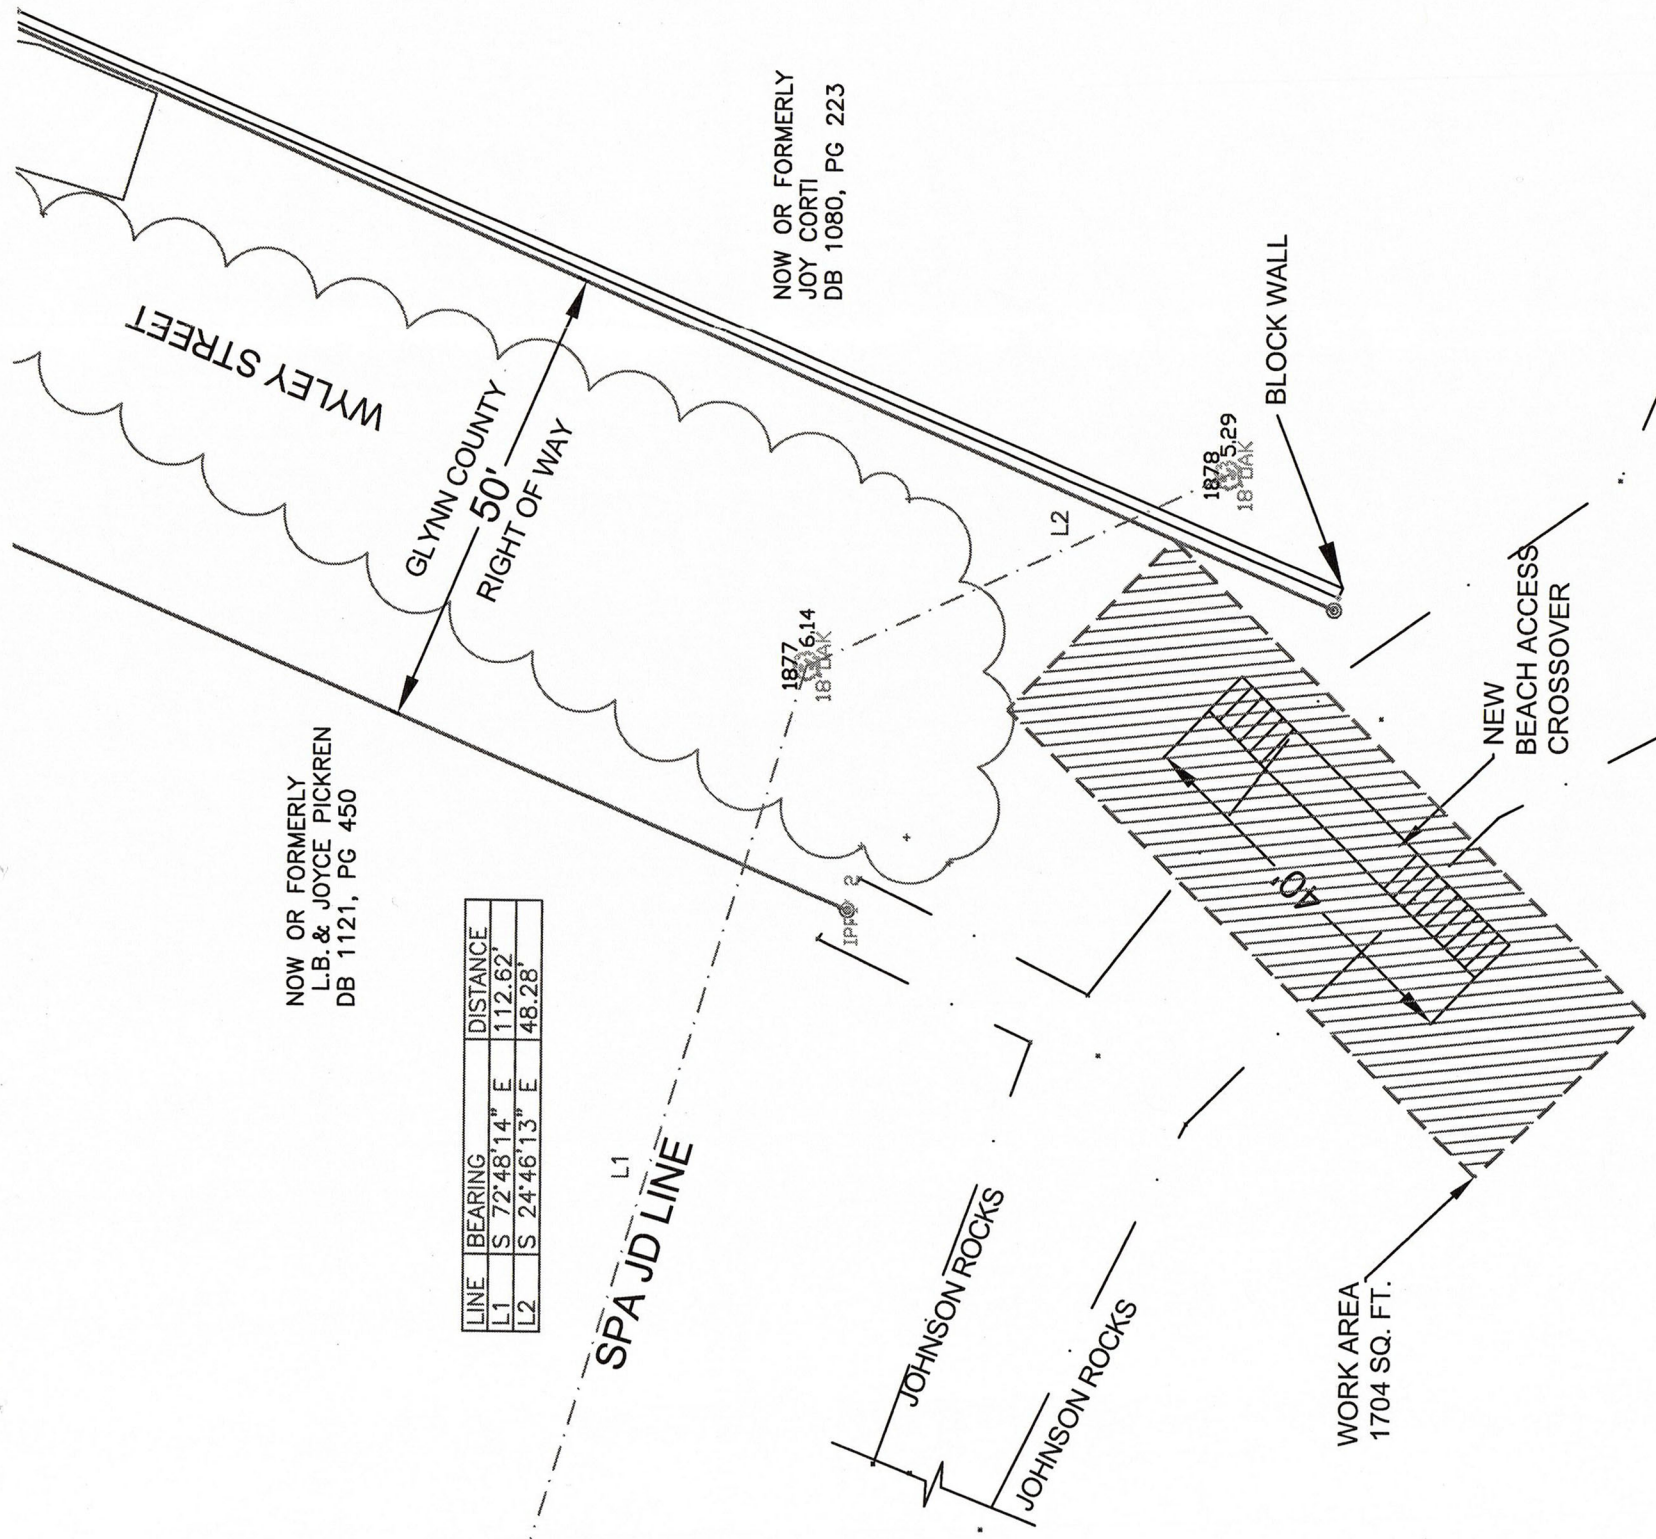 NOW OR FORMERLY
L.B.& JOYCE PICKREN
DB 1121, PG 450
WYLEY STREET
GLYNN COUNTY
50'
RIGHT OF WAY
NOW OR FORMERLY
JOY CORTI
DB 1080, PG 223
LINE BEARING DISTANCE
L1 S 72°48'14" E 112.62'
L2 S 24°46'13" E 48.28'
L1
SPA JD LINE
1877
6.14
18" OAK
L2
1878
5.29
18" OAK
BLOCK WALL
IPF 2
40'
NEW
BEACH ACCESS
CROSSOVER
JOHNSON ROCKS
JOHNSON ROCKS
WORK AREA
1704 SQ. FT.